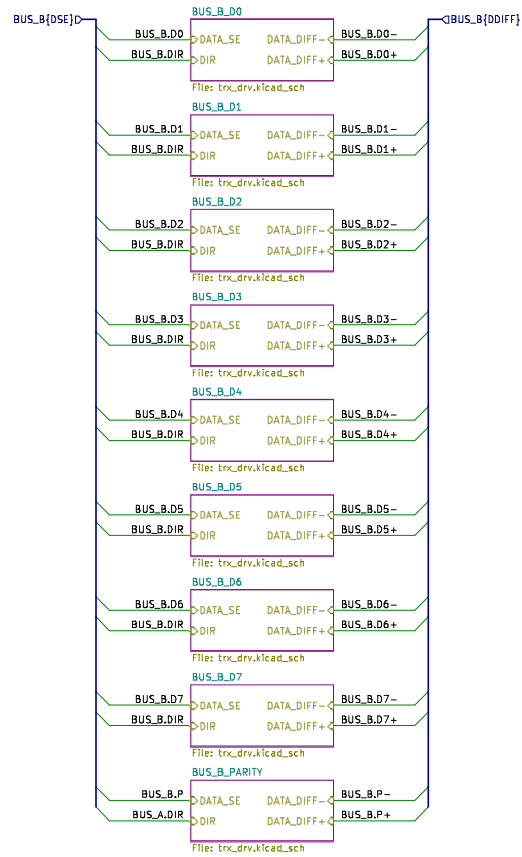 BUS_B{DSE} BUS_B{DDIFF}
BUS_B_D0
BUS_B.D0 DATA_SE DATA_DIFF- BUS_B.D0-
BUS_B.DIR DIR DATA_DIFF+ BUS_B.D0+
File: trx_drv.kicad_sch
BUS_B_D1
BUS_B.D1 DATA_SE DATA_DIFF- BUS_B.D1-
BUS_B.DIR DIR DATA_DIFF+ BUS_B.D1+
File: trx_drv.kicad_sch
BUS_B_D2
BUS_B.D2 DATA_SE DATA_DIFF- BUS_B.D2-
BUS_B.DIR DIR DATA_DIFF+ BUS_B.D2+
File: trx_drv.kicad_sch
BUS_B_D3
BUS_B.D3 DATA_SE DATA_DIFF- BUS_B.D3-
BUS_B.DIR DIR DATA_DIFF+ BUS_B.D3+
File: trx_drv.kicad_sch
BUS_B_D4
BUS_B.D4 DATA_SE DATA_DIFF- BUS_B.D4-
BUS_B.DIR DIR DATA_DIFF+ BUS_B.D4+
File: trx_drv.kicad_sch
BUS_B_D5
BUS_B.D5 DATA_SE DATA_DIFF- BUS_B.D5-
BUS_B.DIR DIR DATA_DIFF+ BUS_B.D5+
File: trx_drv.kicad_sch
BUS_B_D6
BUS_B.D6 DATA_SE DATA_DIFF- BUS_B.D6-
BUS_B.DIR DIR DATA_DIFF+ BUS_B.D6+
File: trx_drv.kicad_sch
BUS_B_D7
BUS_B.D7 DATA_SE DATA_DIFF- BUS_B.D7-
BUS_B.DIR DIR DATA_DIFF+ BUS_B.D7+
File: trx_drv.kicad_sch
BUS_B_PARITY
BUS_B.P DATA_SE DATA_DIFF- BUS_B.P-
BUS_A.DIR DIR DATA_DIFF+ BUS_B.P+
File: trx_drv.kicad_sch